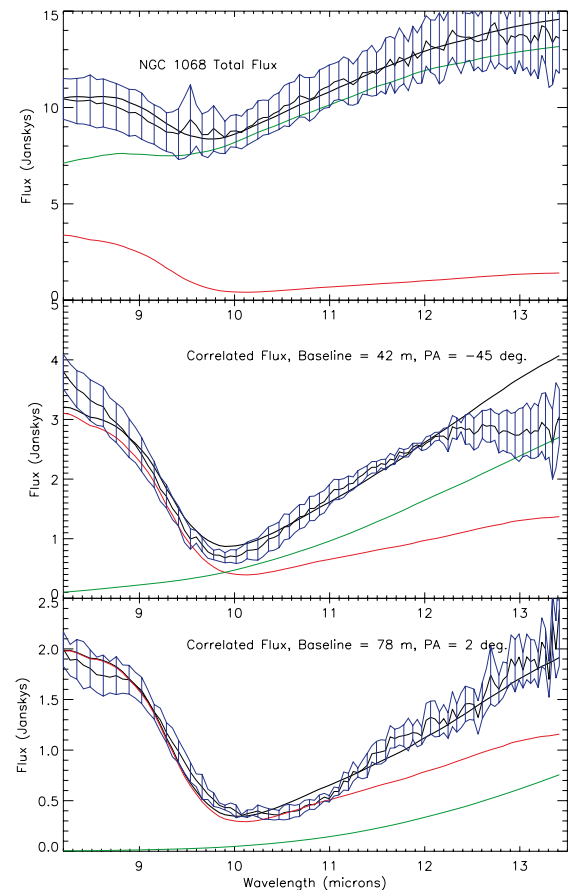 15
NGC 1068 Total Flux
10
Flux (Janskys)
5
0
9 10 11 12 13
5
Correlated Flux, Baseline = 42 m, PA = −45 deg.
4
3
Flux (Janskys)
2
1
0
9 10 11 12 13
2.5
Correlated Flux, Baseline = 78 m, PA = 2 deg.
2.0
1.5
Flux (Janskys)
1.0
0.5
0.0
9 10 11 12 13
Wavelength (microns)